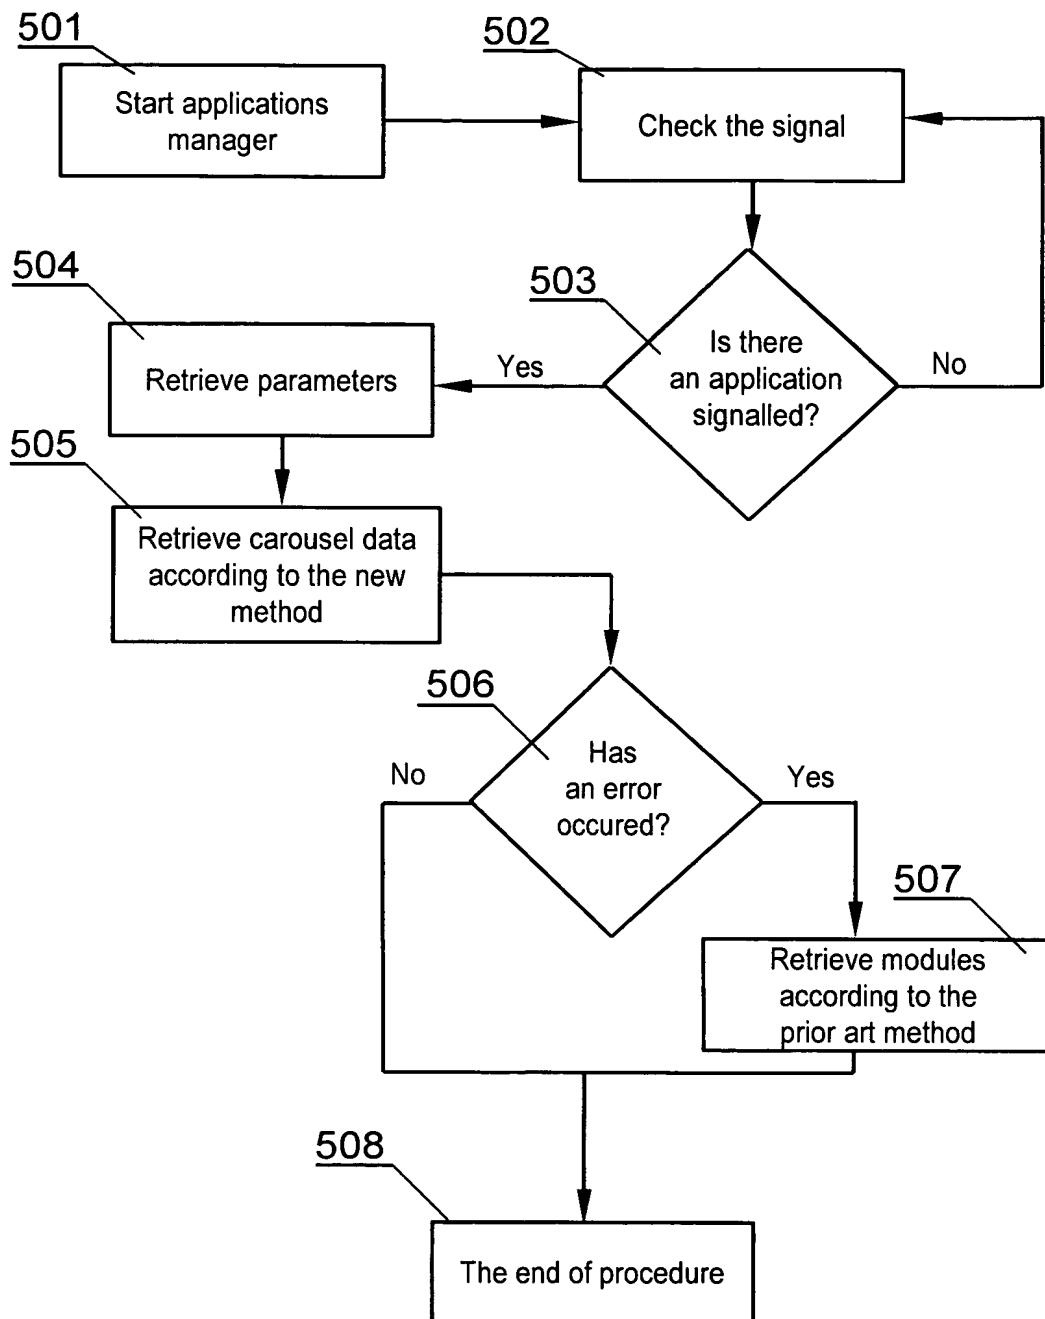 501
Start applications
manager
502
Check the signal
503
Is there
an application
signalled?
Yes
No
504
Retrieve parameters
505
Retrieve carousel data
according to the new
method
506
Has
an error
occured?
No
Yes
507
Retrieve modules
according to the
prior art method
508
The end of procedure